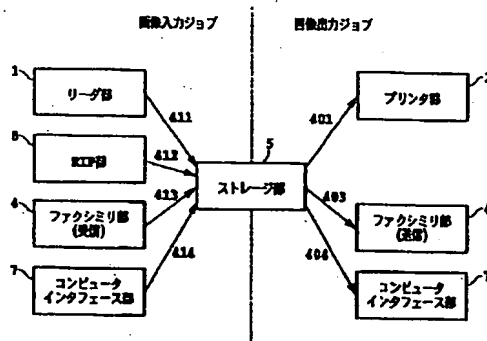 画像入力ジョブ
画像出力ジョブ
1
リーダ部
411
8
RIP部
412
4
ファクシミリ部
(受信)
413
7
コンピュータ
インタフェース部
414
5
ストレージ部
401
プリンタ部
403
ファクシミリ部
(送信)
404
コンピュータ
インタフェース部